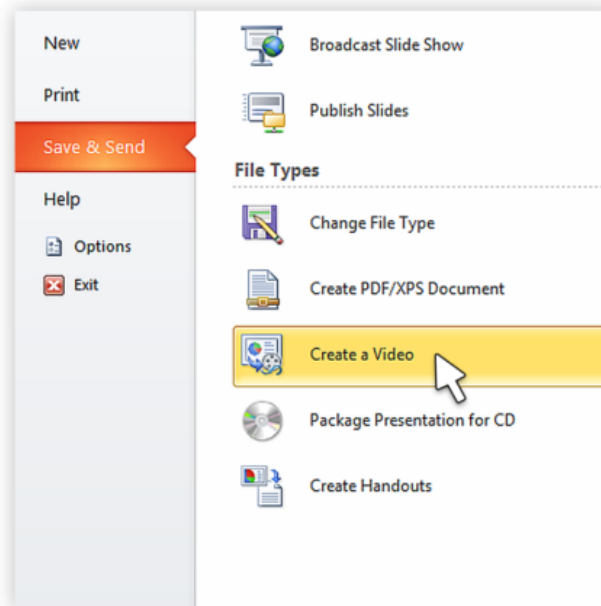 New
Print
Save & Send
Help
Options
Exit
Broadcast Slide Show
Publish Slides
File Types
Change File Type
Create PDF/XPS Document
Create a Video
Package Presentation for CD
Create Handouts